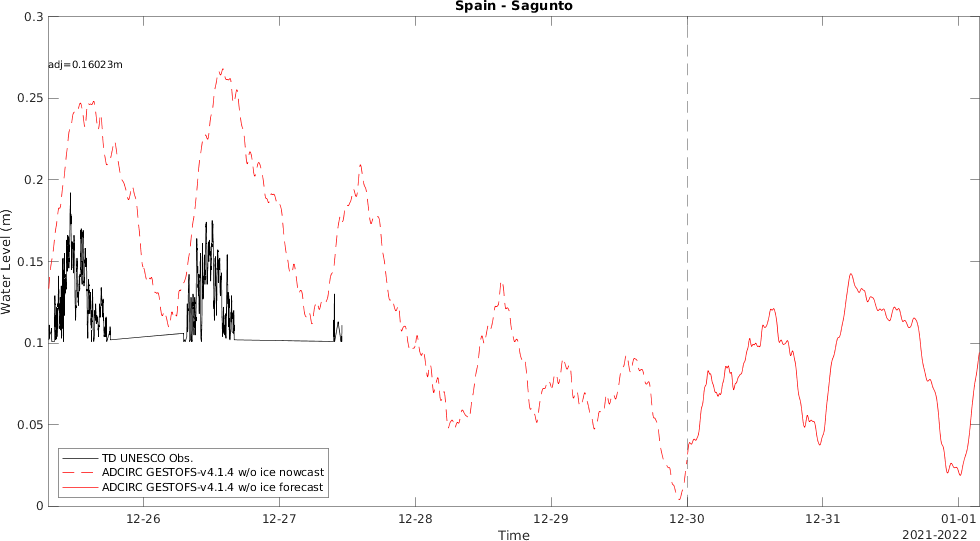 Spain - Sagunto
0.3
adj=0.16023m
0.25
0.2
0.15
0.1
0.05
0
Water Level (m)
TD UNESCO Obs.
ADCIRC GESTOFS-v4.1.4 w/o ice nowcast
ADCIRC GESTOFS-v4.1.4 w/o ice forecast
12-26 12-27 12-28 12-29 12-30 12-31 01-01
Time
2021-2022